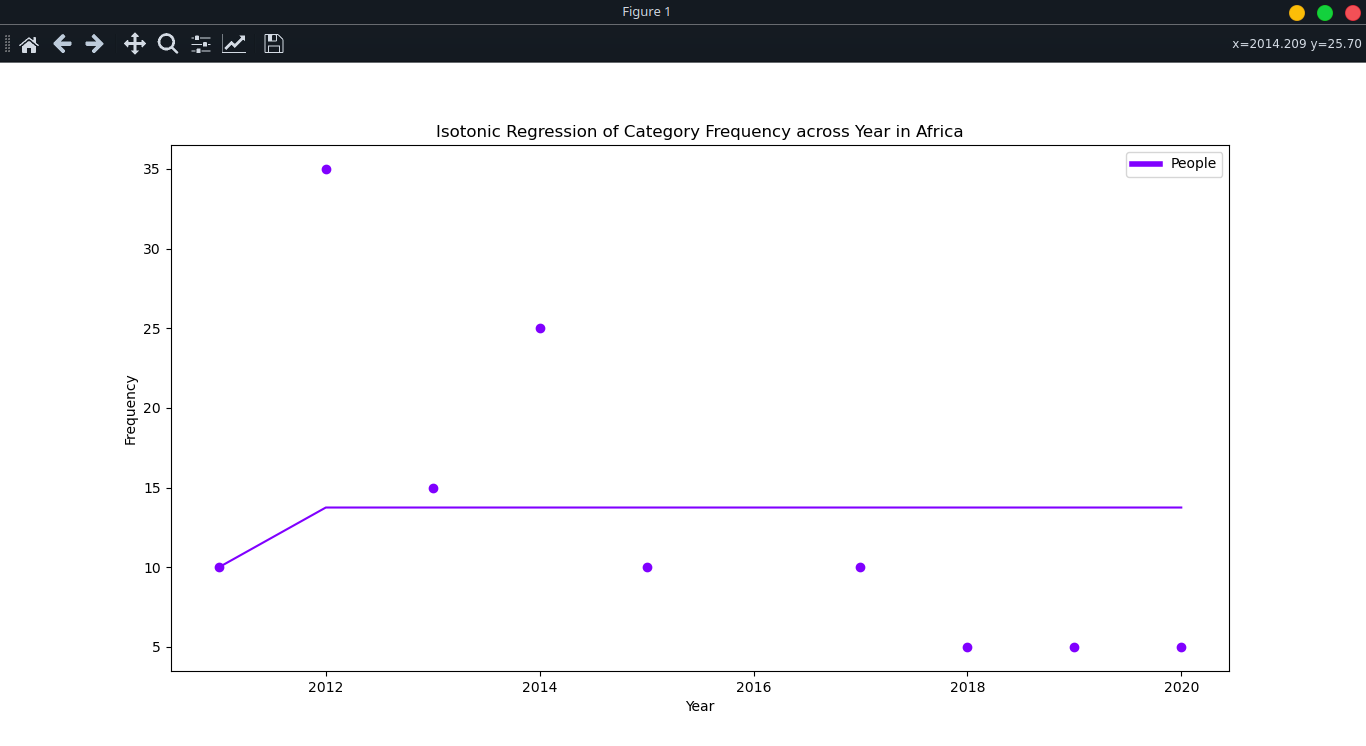 Figure 1
x=2014.209 y=25.70
Isotonic Regression of Category Frequency across Year in Africa
People
35
30
25
20
15
10
5
Frequency
2012 2014 2016 2018 2020
Year